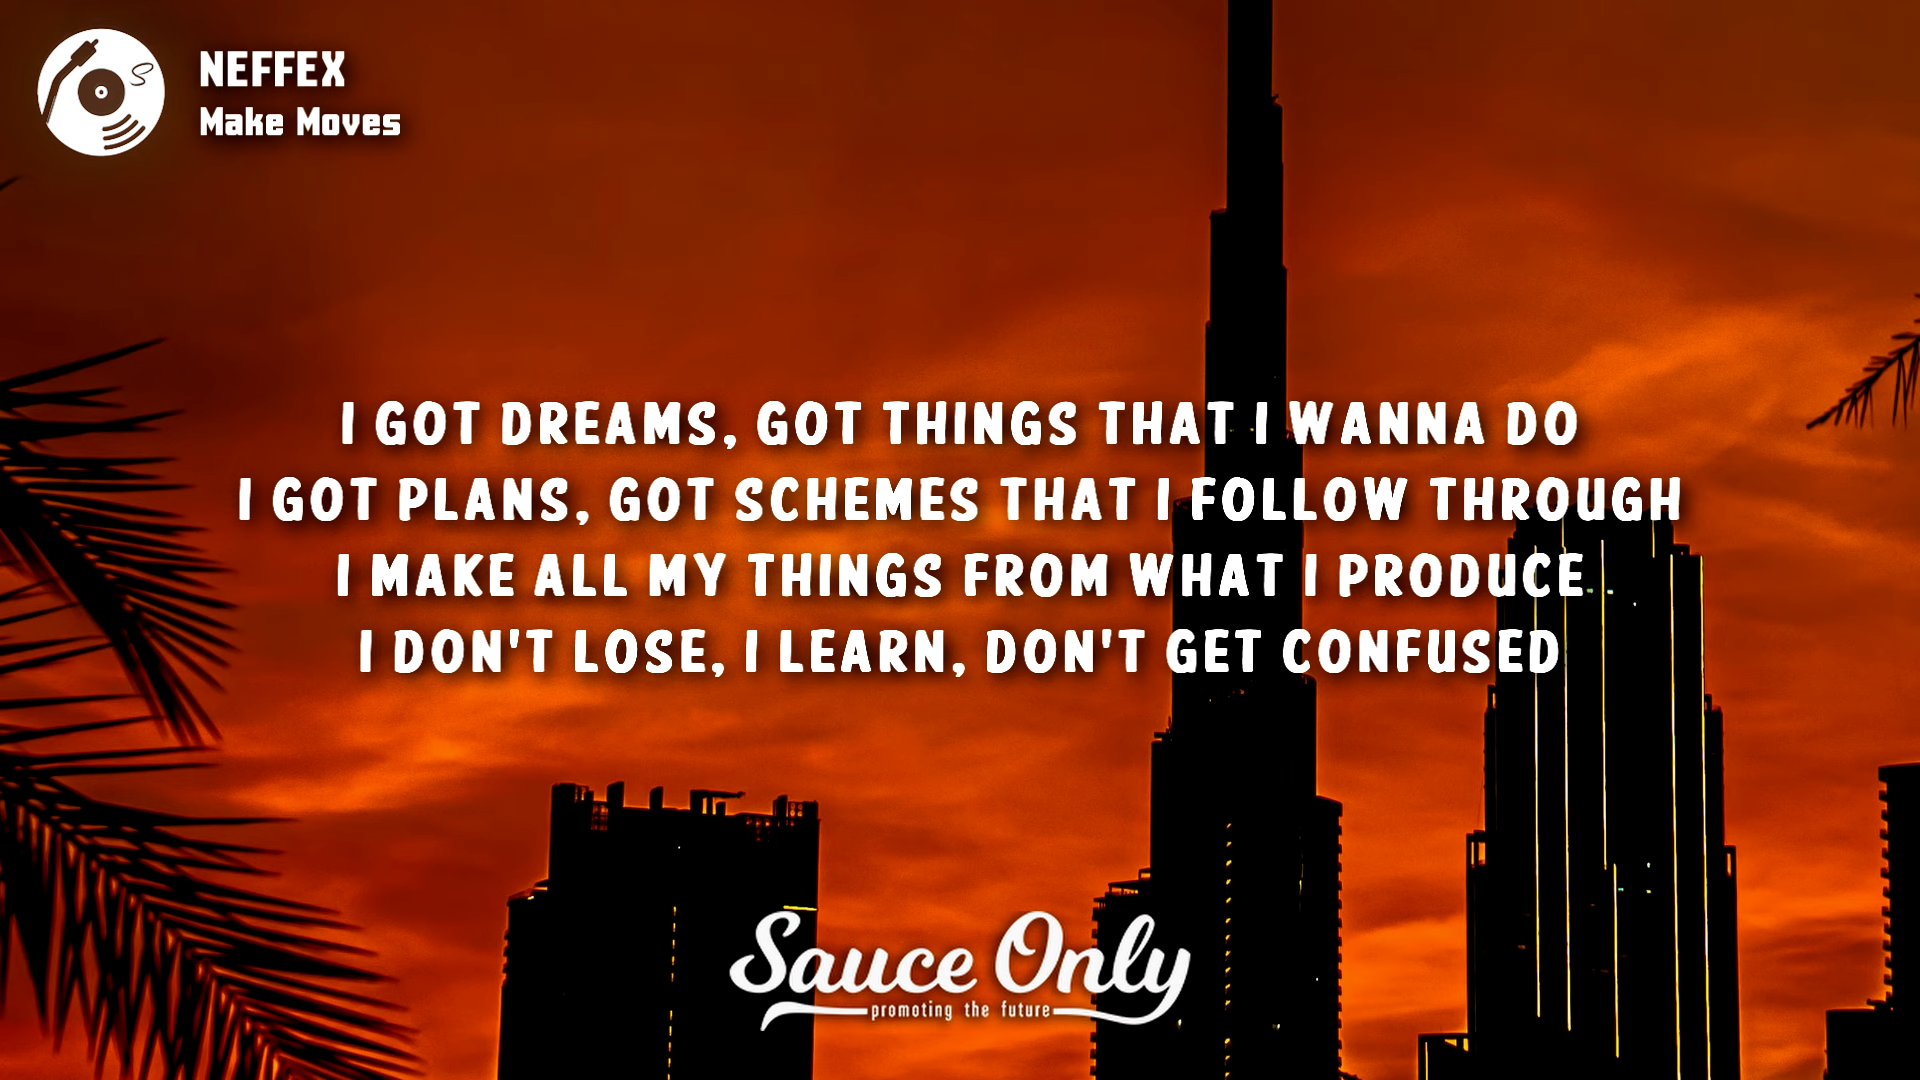 NEFFEX
Make Moves
I GOT DREAMS, GOT THINGS THAT I WANNA DO
I GOT PLANS, GOT SCHEMES THAT I FOLLOW THROUGH
I MAKE ALL MY THINGS FROM WHAT I PRODUCE
I DON'T LOSE, I LEARN, DON'T GET CONFUSED
Sauce Only
promoting the future